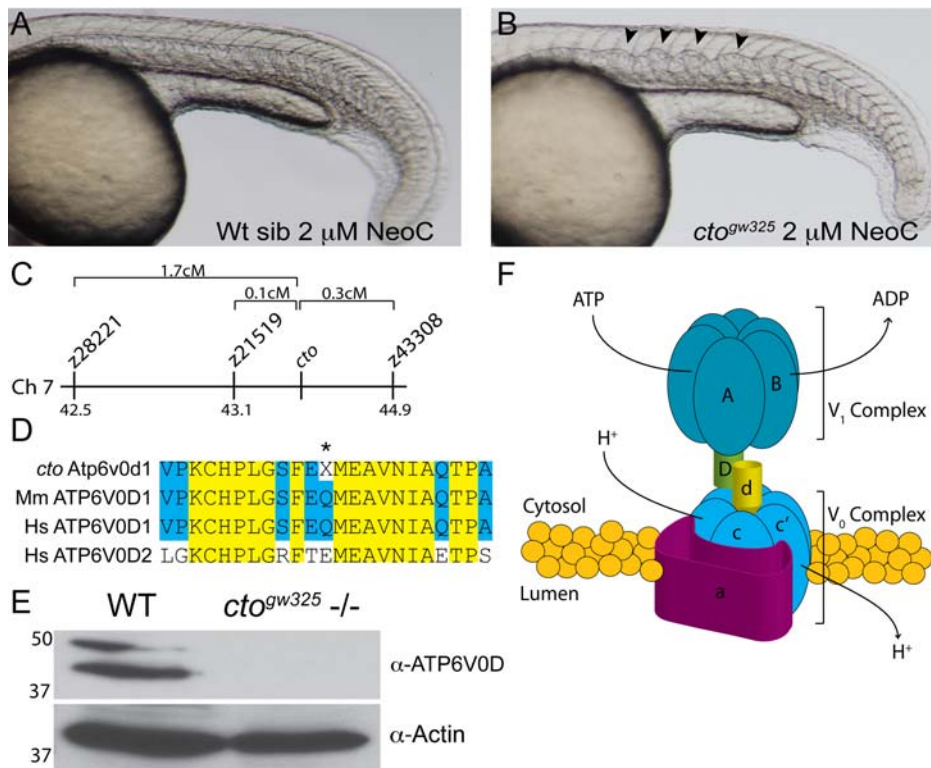 A
Wt sib 2 μM NeoC
B
cto^gw325 2 μM NeoC
C
1.7cM
0.1cM
0.3cM
z28221
z21519
cto
z43308
Ch 7
42.5
43.1
44.9
D
*
cto Atp6v0d1 VPKCHPLGSFEXMEAVNIAQTPA
Mm ATP6V0D1 VPKCHPLGSFEQMEAVNIAQTPA
Hs ATP6V0D1 VPKCHPLGSFEQMEAVNIAQTPA
Hs ATP6V0D2 LGKCHPLGRFTEMEAVNIAETPS
E
WT
cto^gw325 -/-
50
37
α-ATP6V0D
37
α-Actin
F
ATP
ADP
A
B
V₁ Complex
H⁺
D
d
Cytosol
c
c'
V₀ Complex
Lumen
a
H⁺